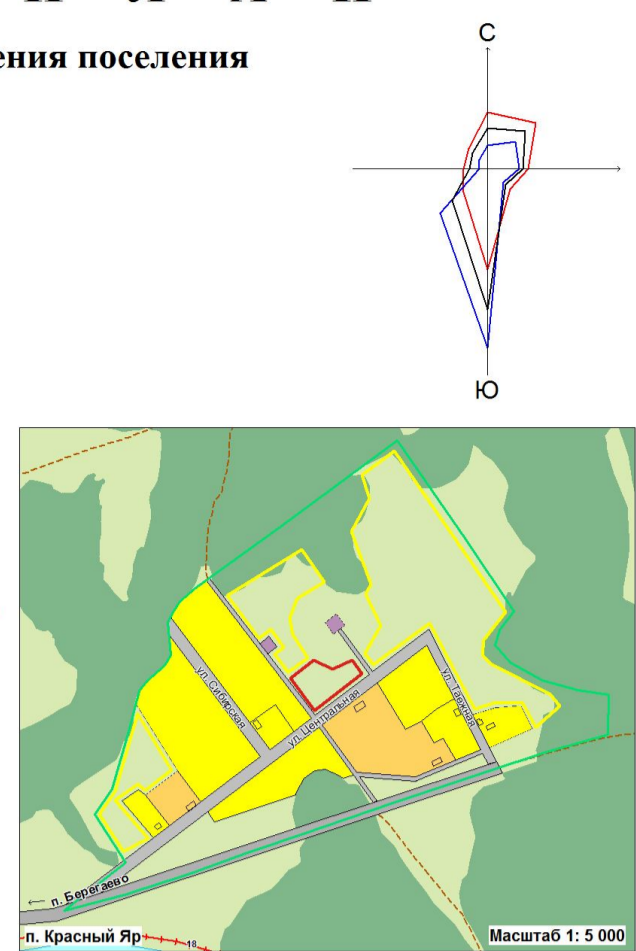 ения поселения
С
Ю
ул. Сибирская
ул. Центральная
ул. Таежная
← п. Берегаево
п. Красный Яр
18
Масштаб 1: 5 000